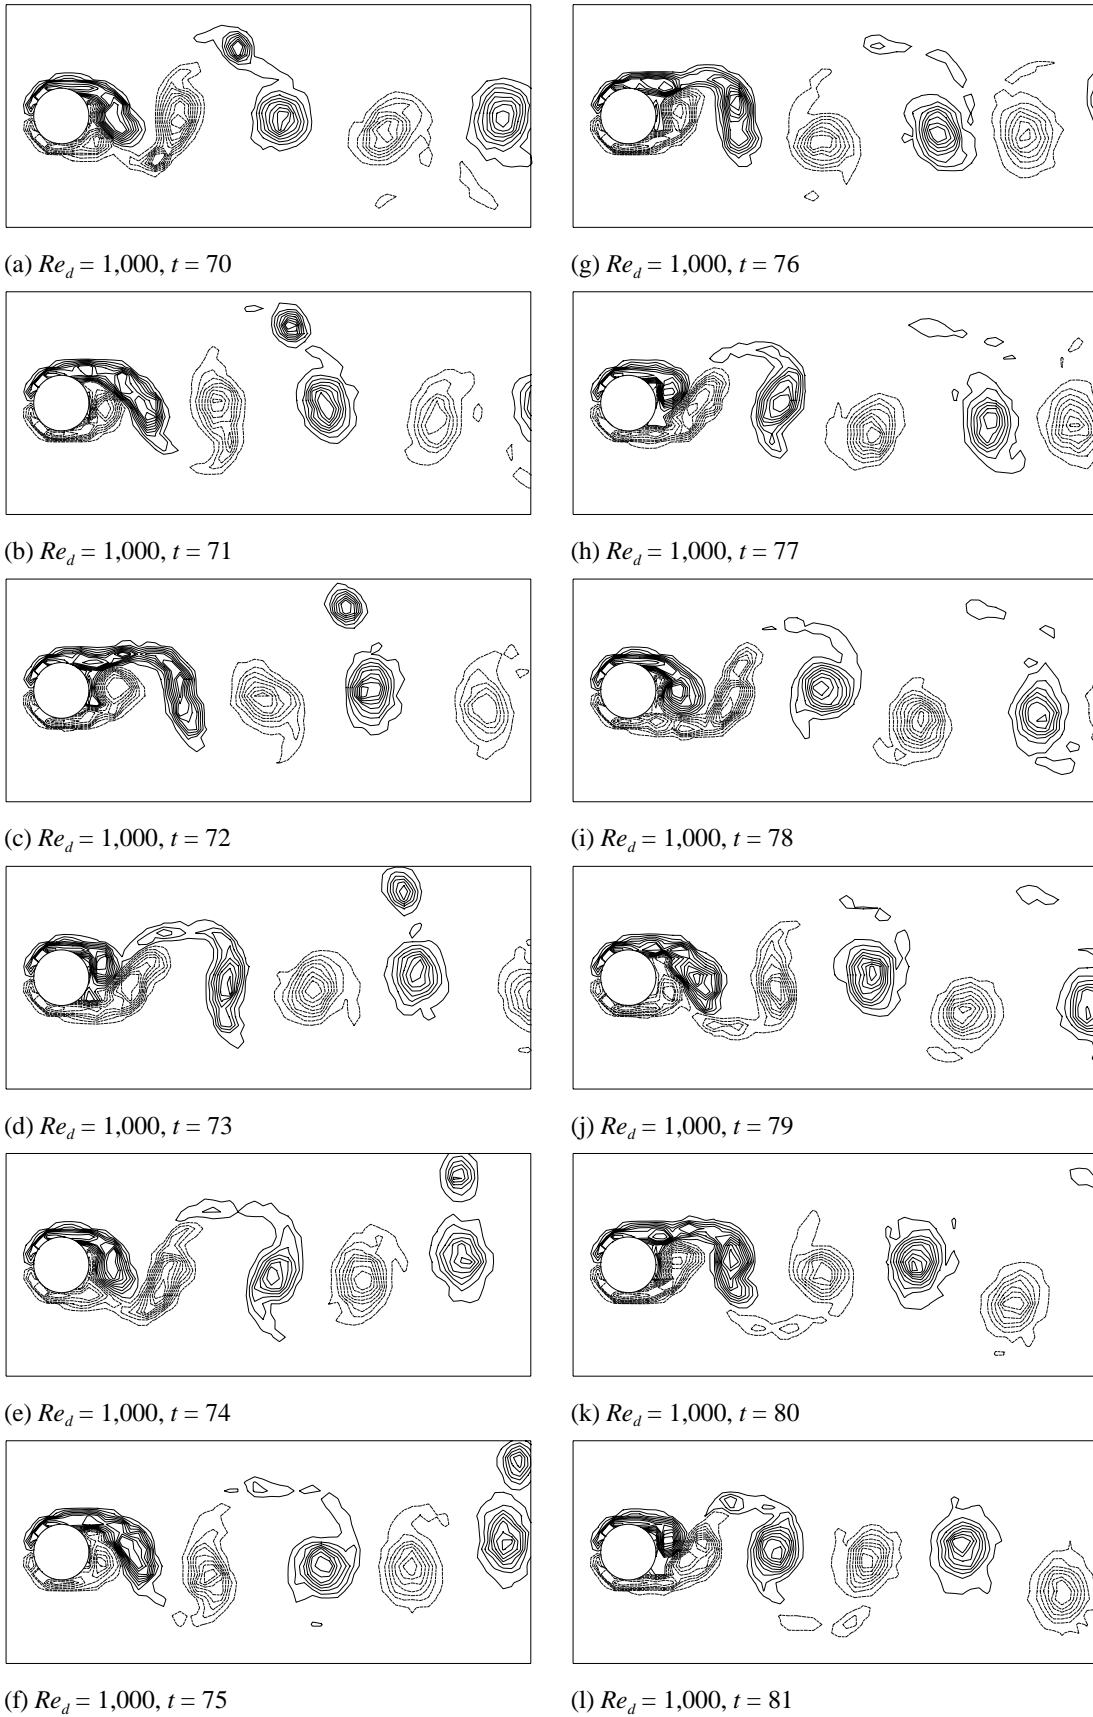 (a) Re_d = 1,000, t = 70
(g) Re_d = 1,000, t = 76
(b) Re_d = 1,000, t = 71
(h) Re_d = 1,000, t = 77
(c) Re_d = 1,000, t = 72
(i) Re_d = 1,000, t = 78
(d) Re_d = 1,000, t = 73
(j) Re_d = 1,000, t = 79
(e) Re_d = 1,000, t = 74
(k) Re_d = 1,000, t = 80
(f) Re_d = 1,000, t = 75
(l) Re_d = 1,000, t = 81